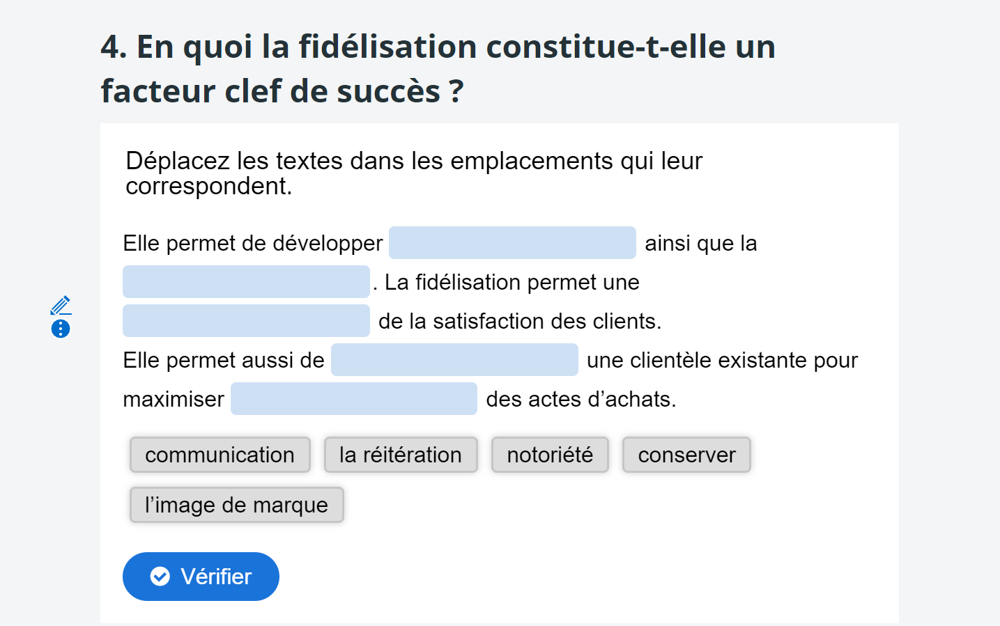 4. En quoi la fidélisation constitue-t-elle un
facteur clef de succès ?
Déplacez les textes dans les emplacements qui leur
correspondent.
Elle permet de développer ainsi que la
. La fidélisation permet une
de la satisfaction des clients.
Elle permet aussi de une clientèle existante pour
maximiser des actes d’achats.
communication la réitération notoriété conserver
l’image de marque
Vérifier